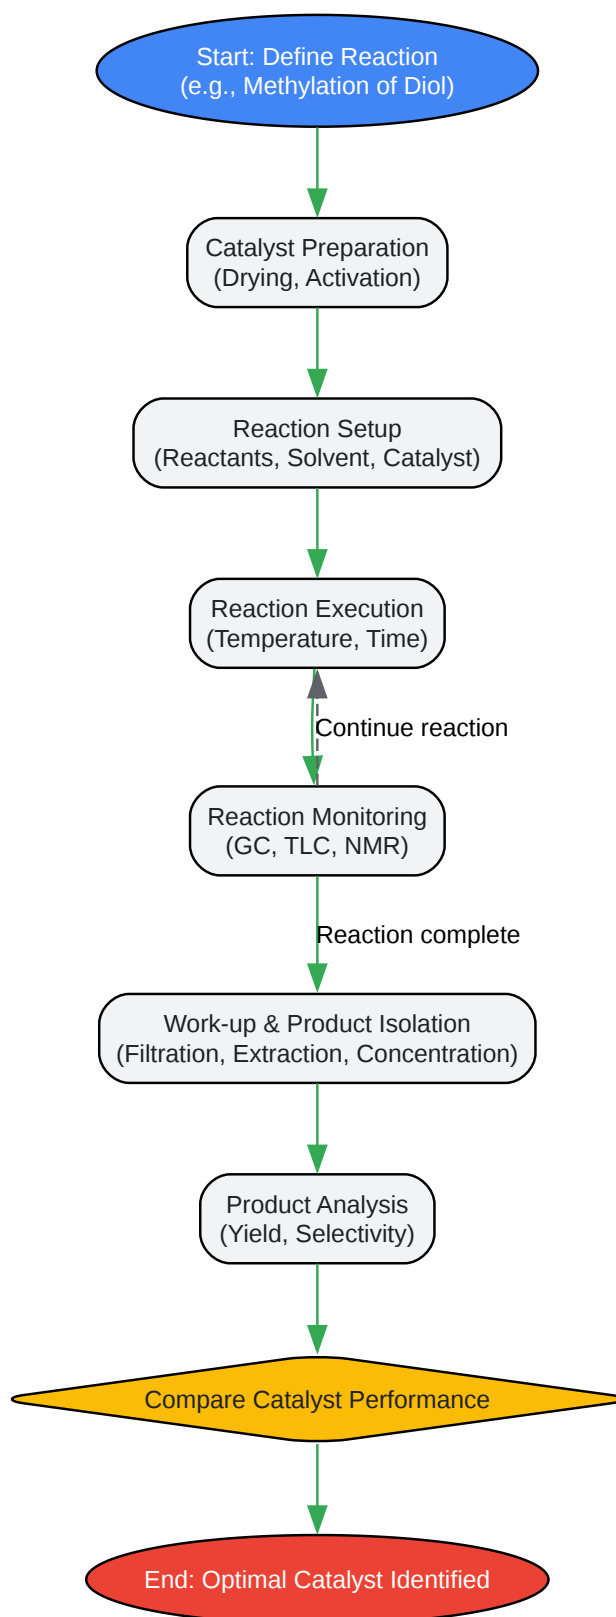 Start: Define Reaction
(e.g., Methylation of Diol)
Catalyst Preparation
(Drying, Activation)
Reaction Setup
(Reactants, Solvent, Catalyst)
Reaction Execution
(Temperature, Time)
Continue reaction
Reaction Monitoring
(GC, TLC, NMR)
Reaction complete
Work-up & Product Isolation
(Filtration, Extraction, Concentration)
Product Analysis
(Yield, Selectivity)
Compare Catalyst Performance
End: Optimal Catalyst Identified